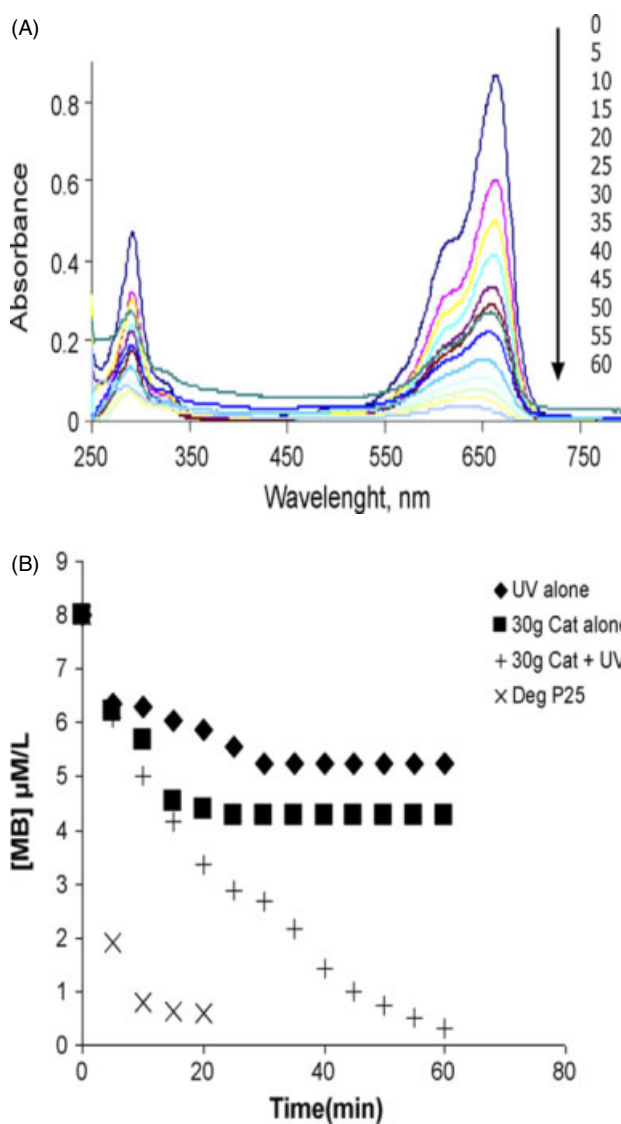 (A)
0
5
10
15
20
25
30
35
40
45
50
55
60
Absorbance
0.8
0.6
0.4
0.2
0
250 350 450 550 650 750
Wavelenght, nm
(B)
9
8
7
6
5
4
3
2
1
0
[MB] µM/L
UV alone
30g Cat alone
30g Cat + UV
Deg P25
0 20 40 60 80
Time(min)